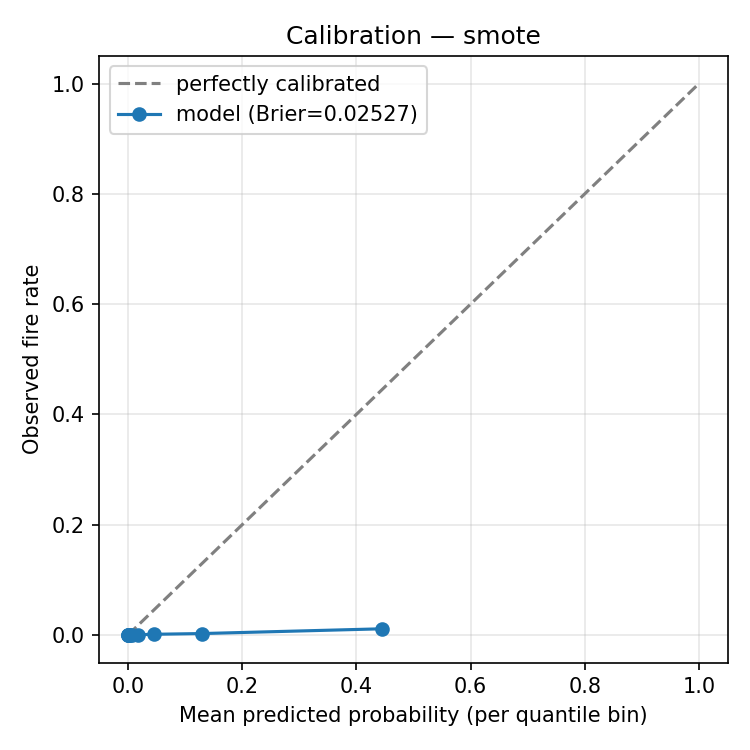 Calibration — smote
perfectly calibrated
model (Brier=0.02527)
1.0
0.8
0.6
0.4
0.2
0.0
Observed fire rate
0.0 0.2 0.4 0.6 0.8 1.0
Mean predicted probability (per quantile bin)